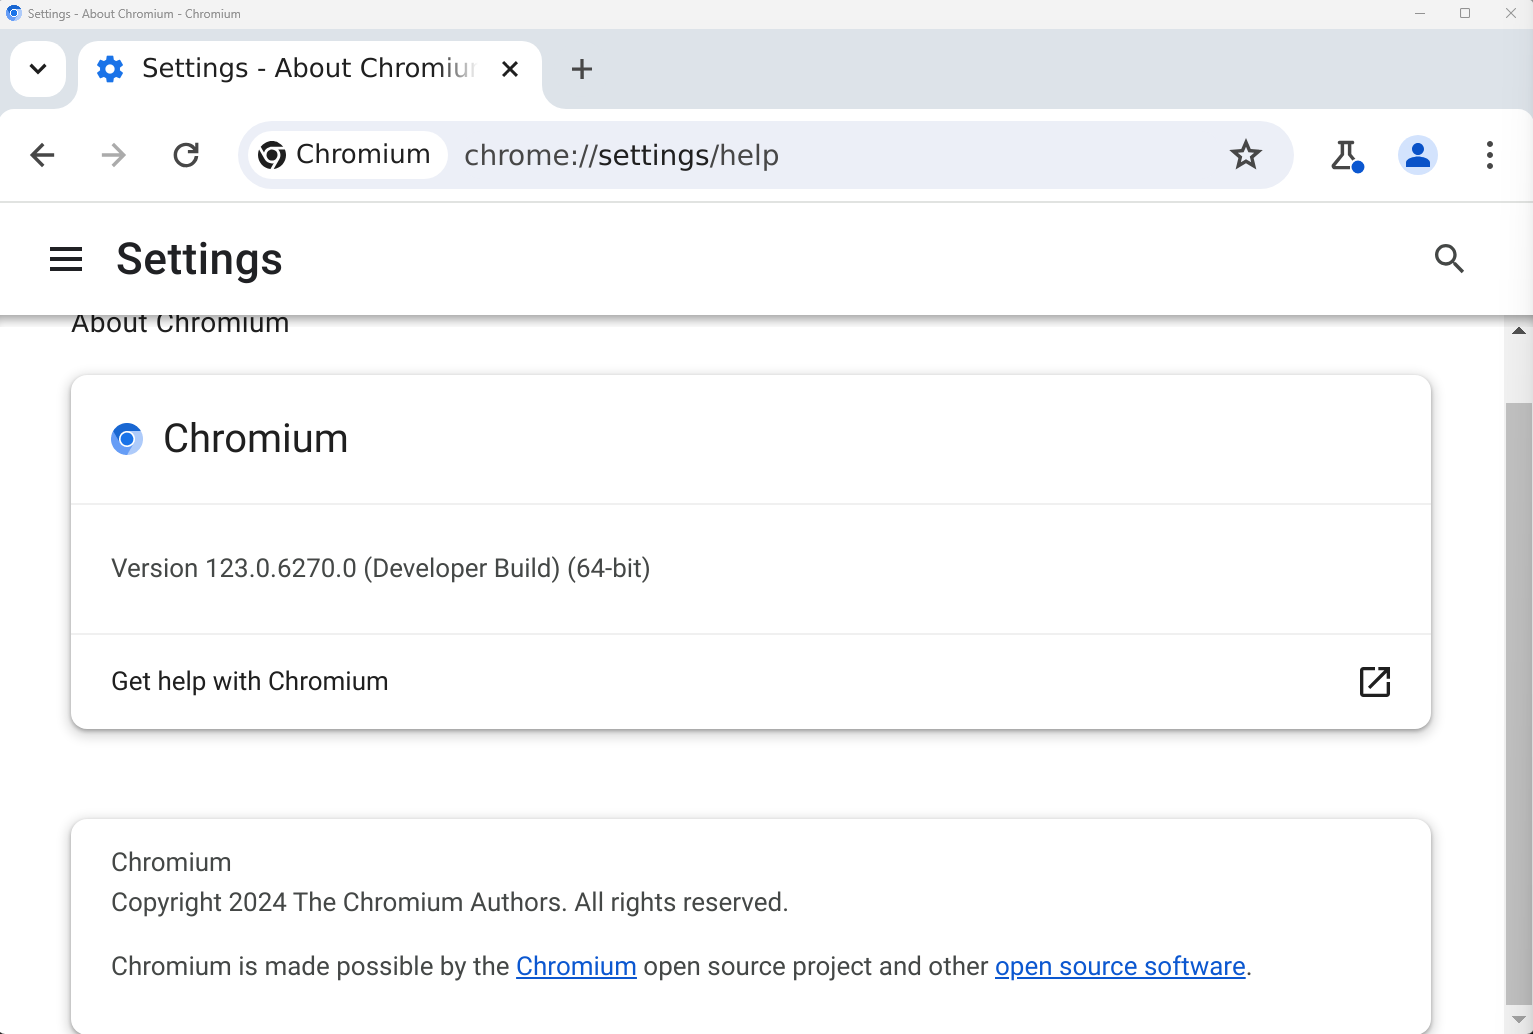 Settings - About Chromium - Chromium
Settings - About Chromiu
Chromium chrome://settings/help
Settings
About Chromium
Chromium
Version 123.0.6270.0 (Developer Build) (64-bit)
Get help with Chromium
Chromium
Copyright 2024 The Chromium Authors. All rights reserved.
Chromium is made possible by the Chromium open source project and other open source software.